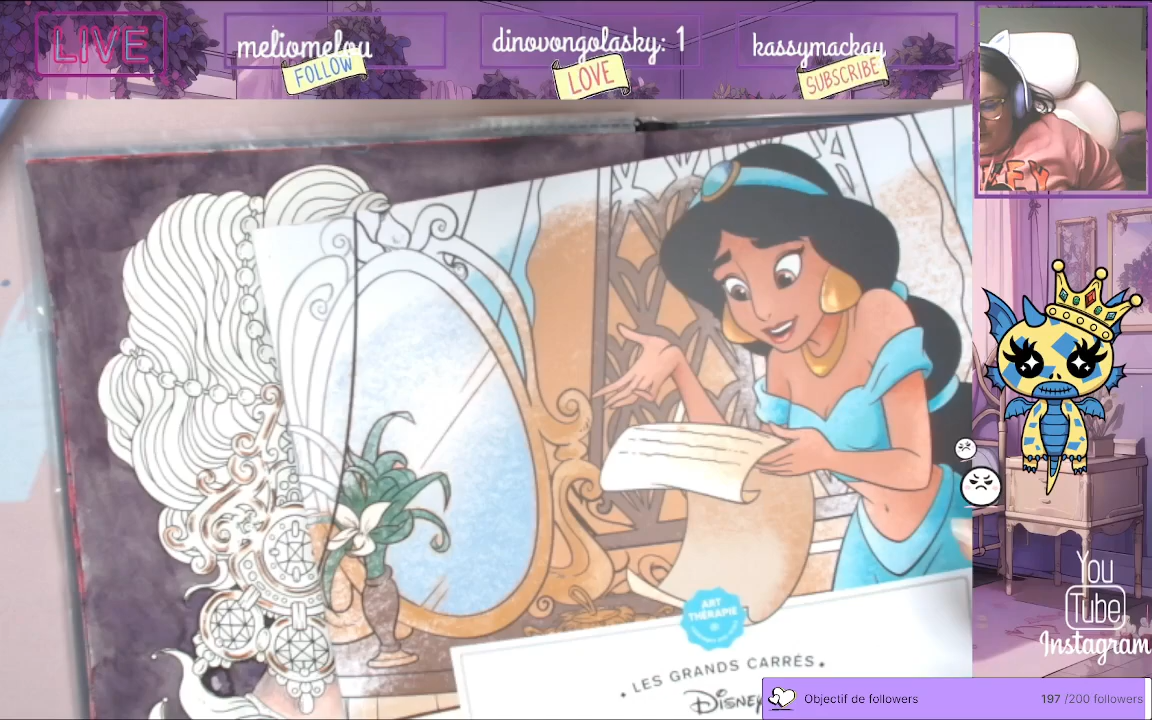 LIVE
meliomelou
FOLLOW
dinovongolasky: 1
LOVE
kassymackay
SUBSCRIBE
EY
ART
THÉRAPIE
• LES GRANDS CARRÉS •
Disney
You
Tube
Instagram
Objectif de followers 197 /200 followers